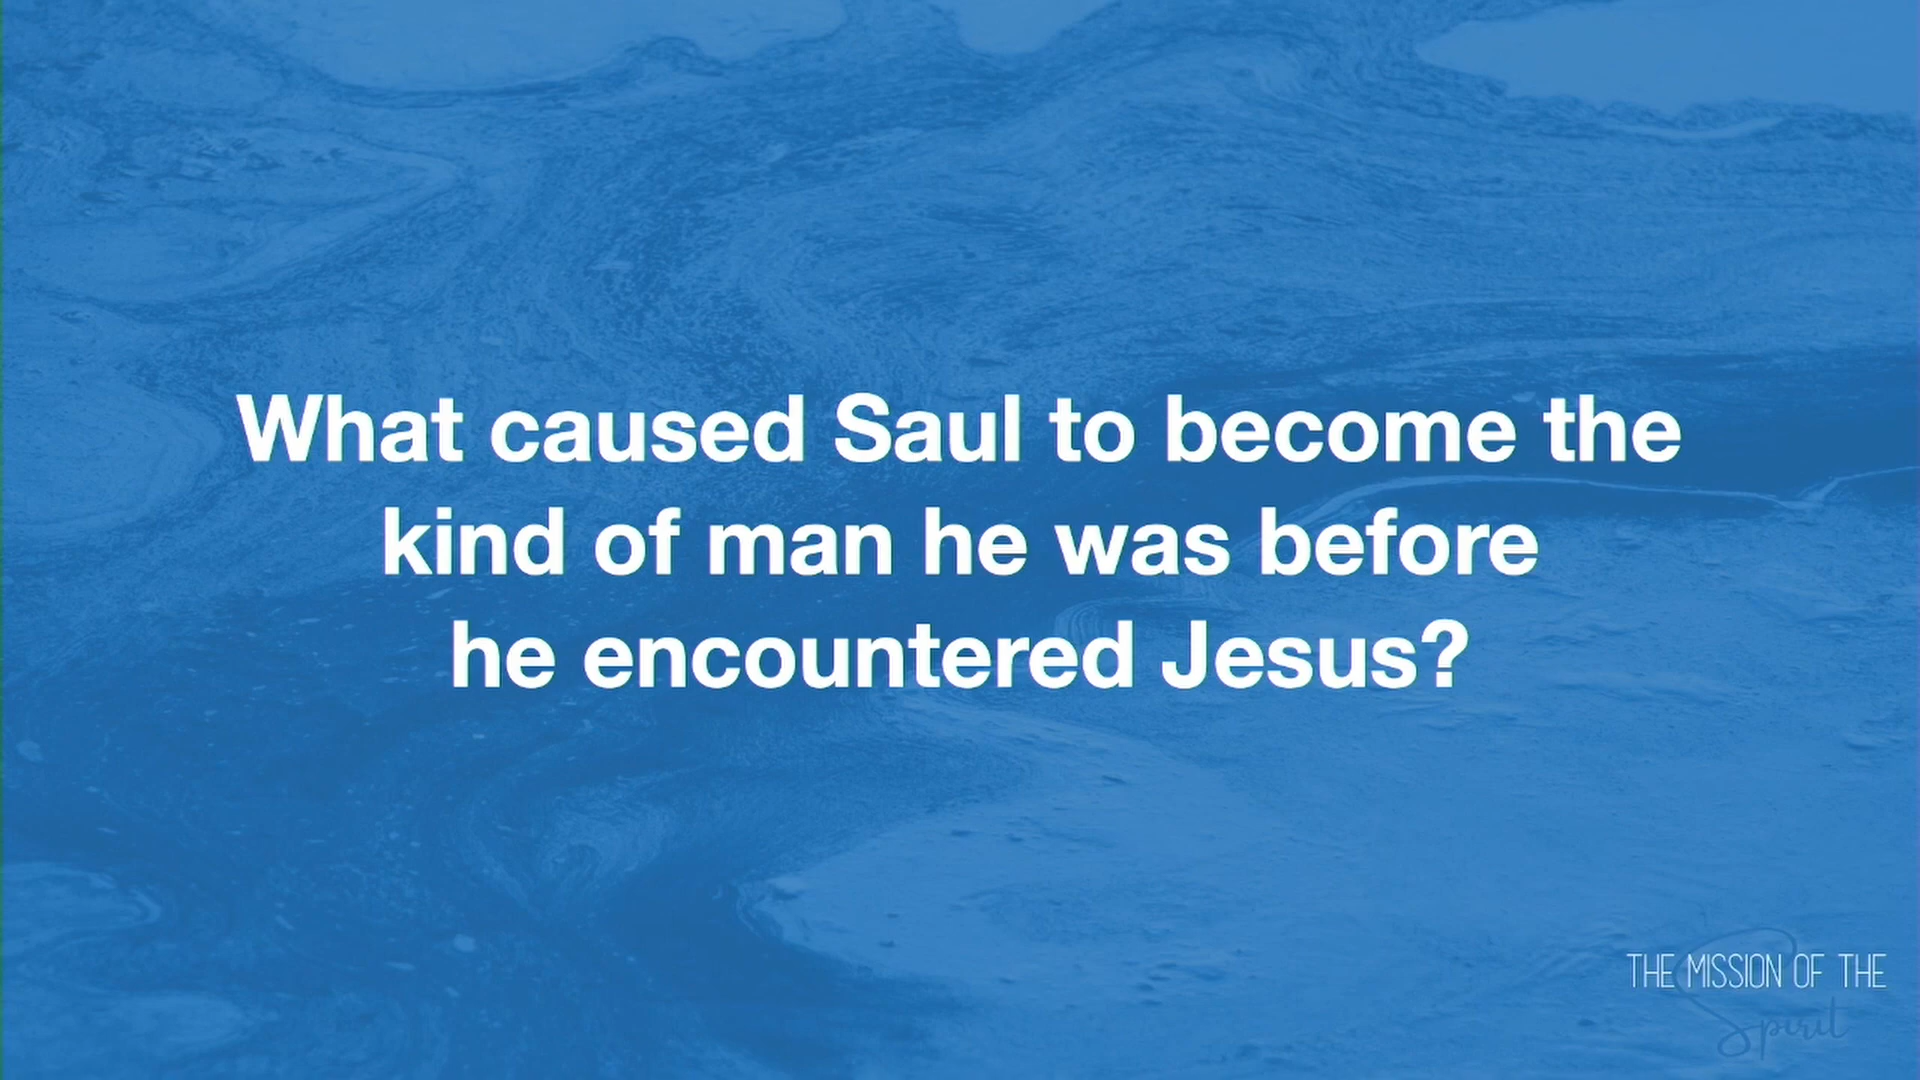 What caused Saul to become the
kind of man he was before
he encountered Jesus?
THE MISSION OF THE
Spirit